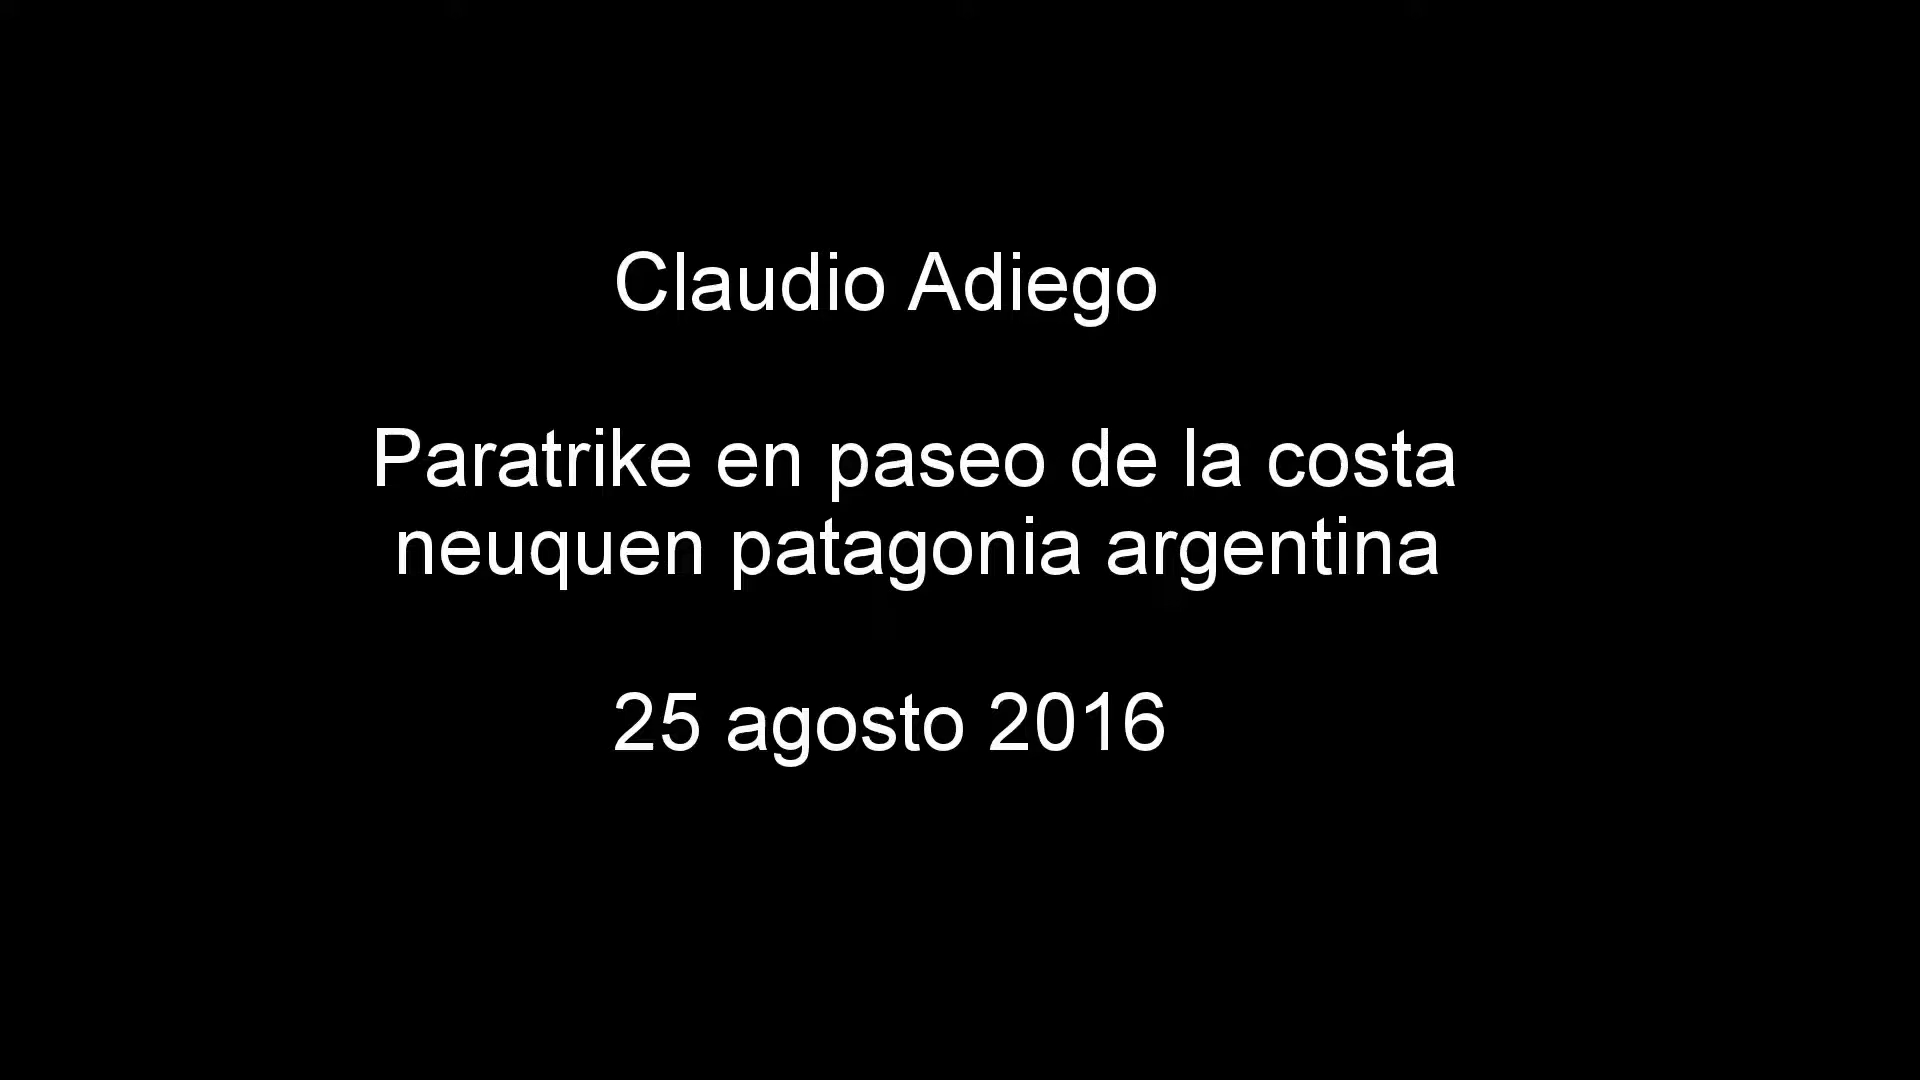 Claudio Adiego
Paratrike en paseo de la costa
neuquen patagonia argentina
25 agosto 2016